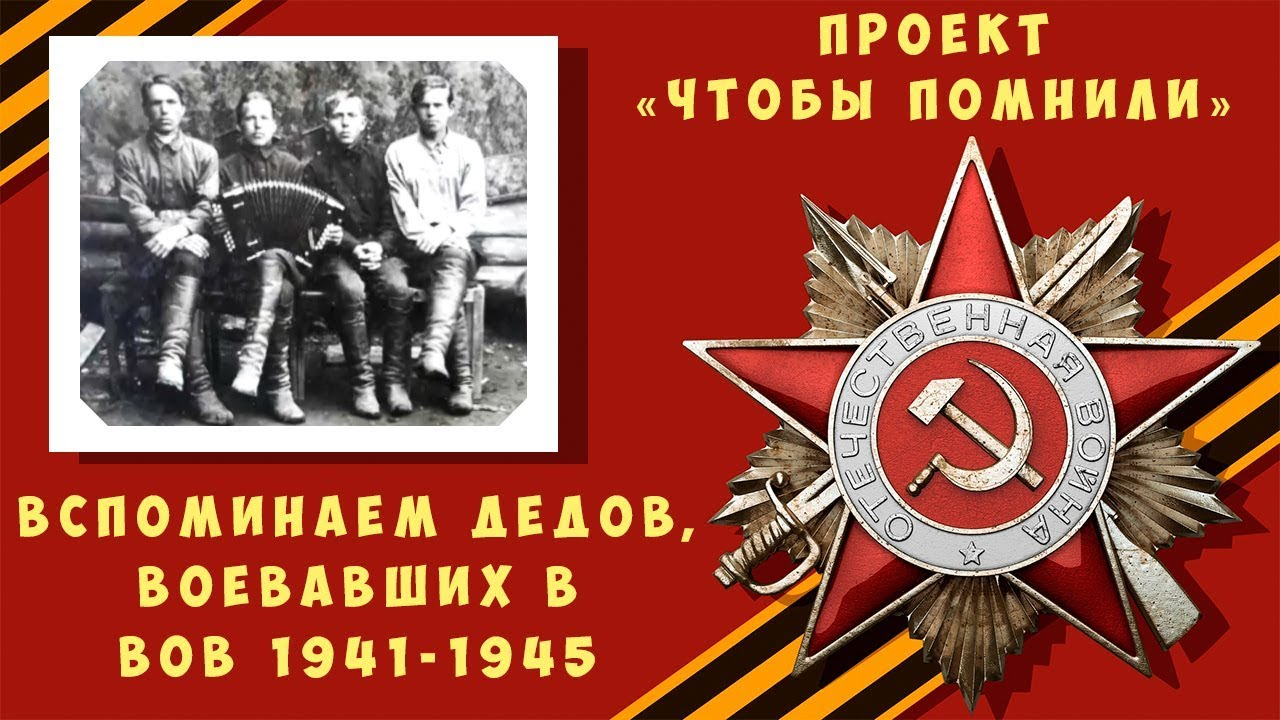 ПРОЕКТ
«ЧТОБЫ ПОМНИЛИ»
ОТЕЧЕСТВЕННАЯ ВОЙНА
ВСПОМИНАЕМ ДЕДОВ,
ВОЕВАВШИХ В
ВОВ 1941-1945